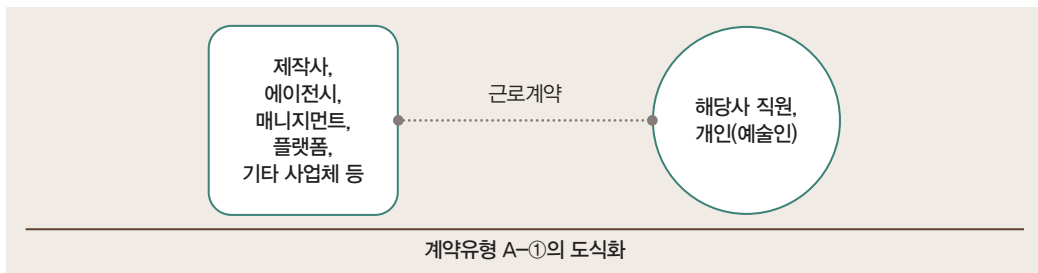 제작사,
에이전시,
매니지먼트,
플랫폼,
기타 사업체 등
근로계약
해당사 직원,
개인(예술인)
계약유형 A-①의 도식화